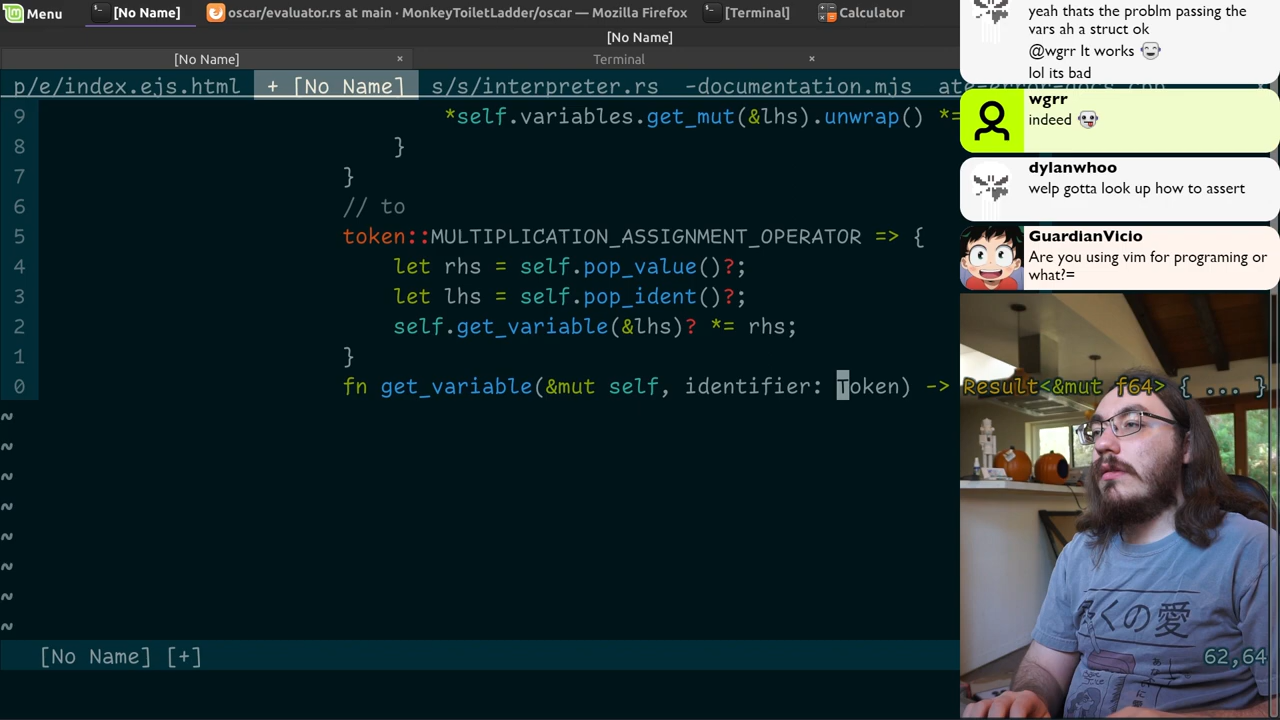 Menu
[No Name]
oscar/evaluator.rs at main · MonkeyToiletLadder/oscar — Mozilla Firefox
[Terminal]
Calculator
[No Name]
[No Name] ×
Terminal ×
p/e/index.ejs.html + [No Name] s/s/interpreter.rs -documentation.mjs
9 *self.variables.get_mut(&lhs).unwrap() *=
8 }
7 }
6 // to
5 token::MULTIPLICATION_ASSIGNMENT_OPERATOR => {
4 let rhs = self.pop_value()?;
3 let lhs = self.pop_ident()?;
2 self.get_variable(&lhs)? *= rhs;
1 }
0 fn get_variable(&mut self, identifier: Token) -> Result<&mut f64> { ... }
~
~
~
~
~
~
~
~
[No Name] [+]
62,64
yeah thats the problm passing the
vars ah a struct ok
@wgrr It works
lol its bad
wgrr
indeed
dylanwhoo
welp gotta look up how to assert
GuardianVicio
Are you using vim for programing or
what?=
の愛